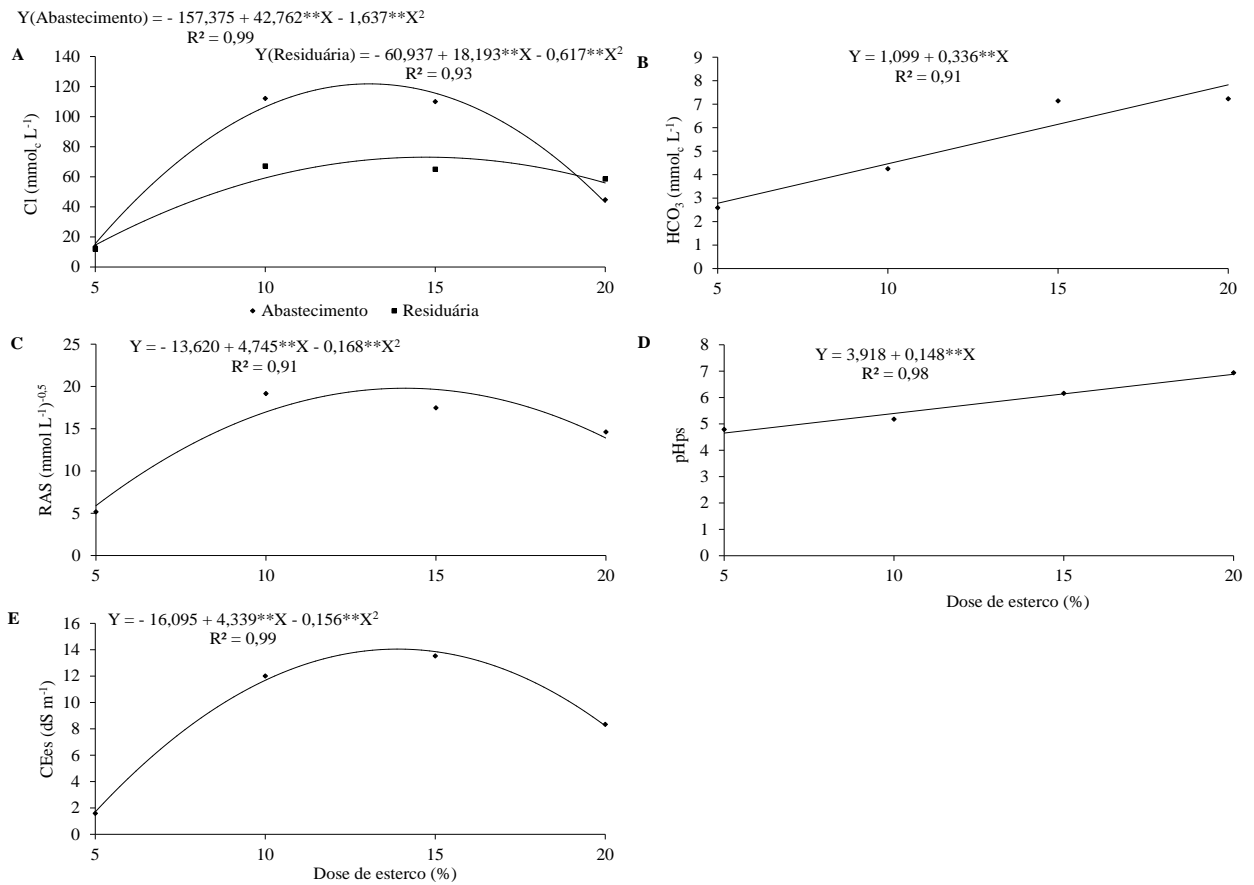 Y(Abastecimento) = - 157,375 + 42,762**X - 1,637**X²
R² = 0,99
A
Y(Residuária) = - 60,937 + 18,193**X - 0,617**X²
R² = 0,93
Cl (mmolc L-1)
140
120
100
80
60
40
20
0
5 10 15 20
Abastecimento Residuária
B
Y = 1,099 + 0,336**X
R² = 0,91
HCO3 (mmolc L-1)
9
8
7
6
5
4
3
2
1
0
5 10 15 20
C
Y = - 13,620 + 4,745**X - 0,168**X²
R² = 0,91
RAS (mmol L-1)-0,5
25
20
15
10
5
0
5 10 15 20
D
Y = 3,918 + 0,148**X
R² = 0,98
pHps
8
7
6
5
4
3
2
1
0
5 10 15 20
Dose de esterco (%)
E
Y = - 16,095 + 4,339**X - 0,156**X²
R² = 0,99
CEes (dS m-1)
16
14
12
10
8
6
4
2
0
5 10 15 20
Dose de esterco (%)